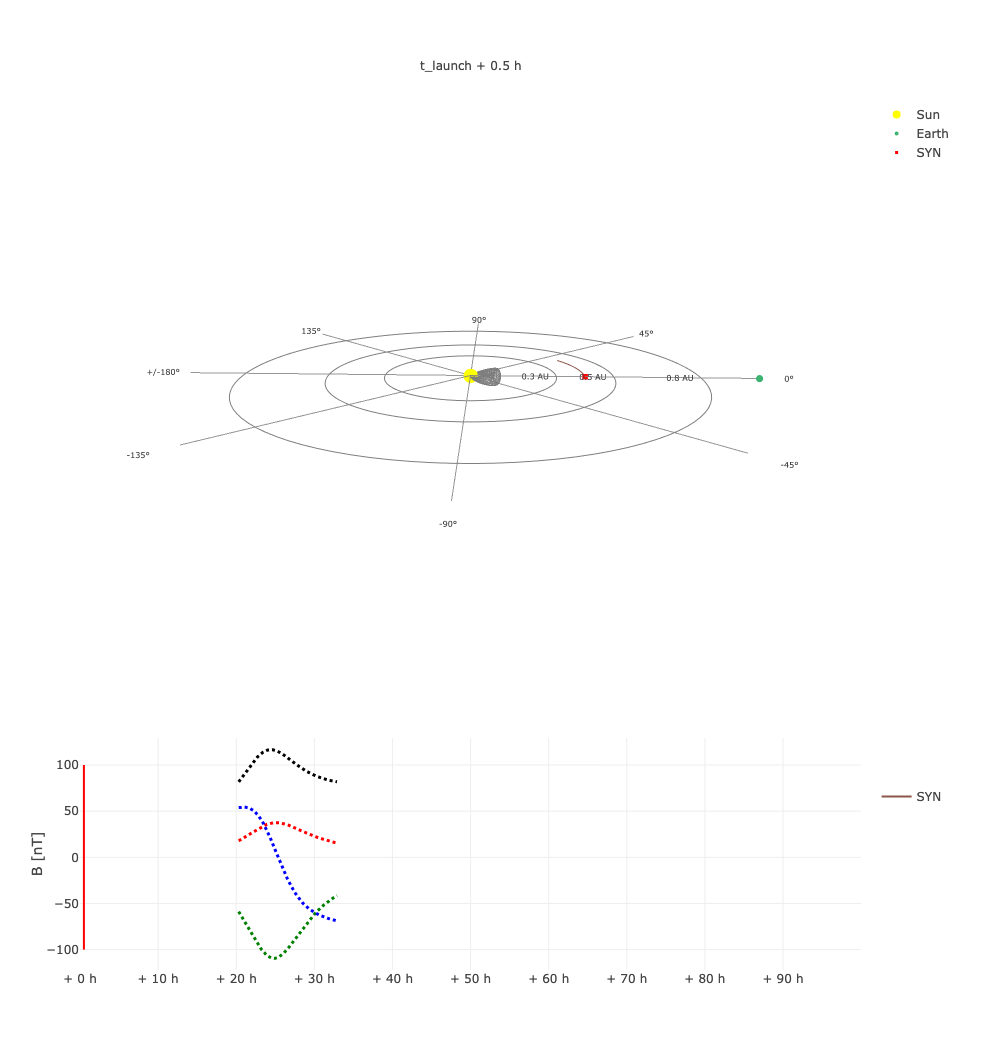 t_launch + 0.5 h
Sun
Earth
SYN
90°
135°
45°
+/-180°
0.3 AU
0.5 AU
0.8 AU
0°
-135°
-45°
-90°
B [nT]
100
50
0
−50
−100
SYN
+ 0 h
+ 10 h
+ 20 h
+ 30 h
+ 40 h
+ 50 h
+ 60 h
+ 70 h
+ 80 h
+ 90 h